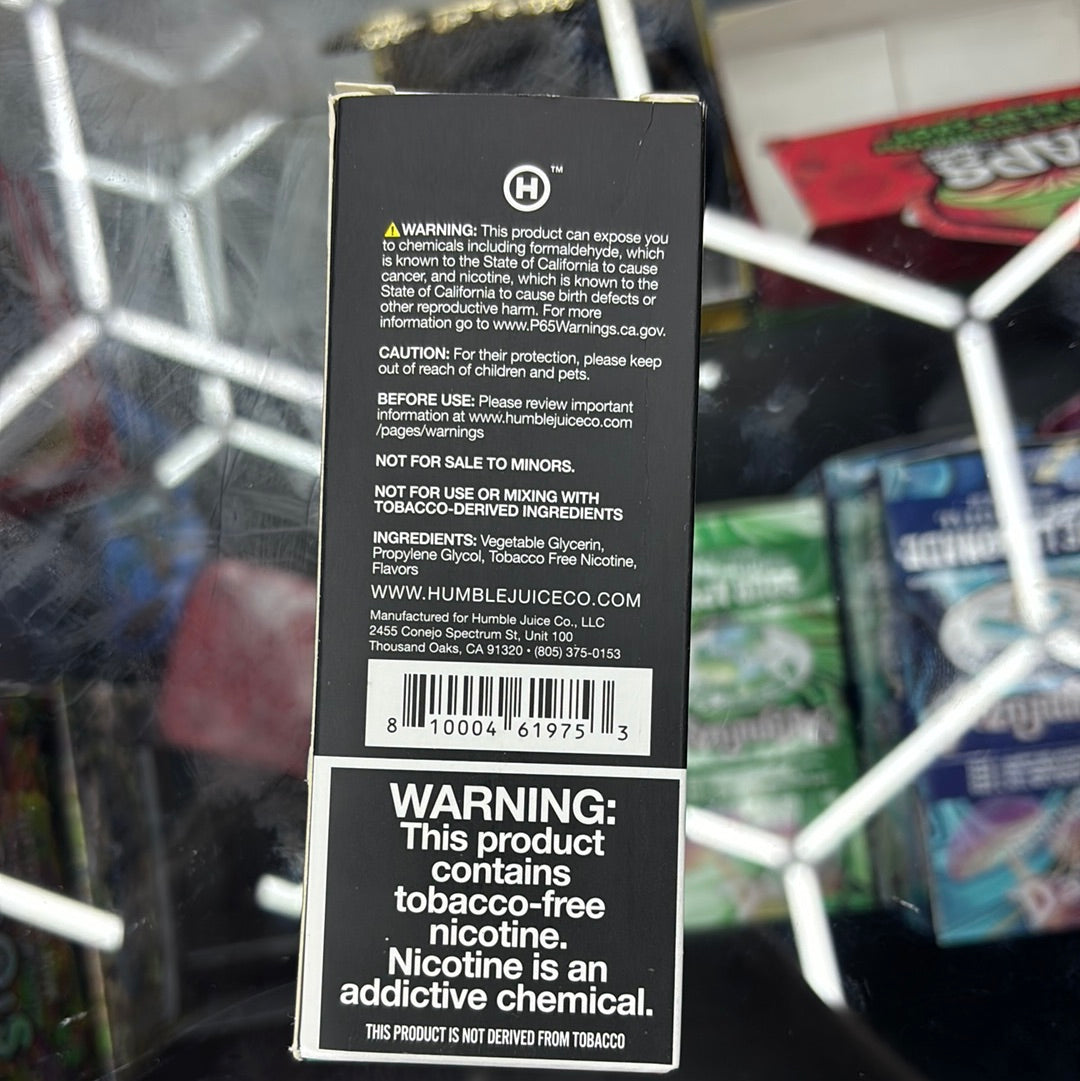 H™
⚠WARNING: This product can expose you
to chemicals including formaldehyde, which
is known to the State of California to cause
cancer, and nicotine, which is known to the
State of California to cause birth defects or
other reproductive harm. For more
information go to www.P65Warnings.ca.gov.
CAUTION: For their protection, please keep
out of reach of children and pets.
BEFORE USE: Please review important
information at www.humblejuiceco.com
/pages/warnings
NOT FOR SALE TO MINORS.
NOT FOR USE OR MIXING WITH
TOBACCO-DERIVED INGREDIENTS
INGREDIENTS: Vegetable Glycerin,
Propylene Glycol, Tobacco Free Nicotine,
Flavors
WWW.HUMBLEJUICECO.COM
Manufactured for Humble Juice Co., LLC
2455 Conejo Spectrum St, Unit 100
Thousand Oaks, CA 91320 • (805) 375-0153
8 10004 61975 3
WARNING:
This product
contains
tobacco-free
nicotine.
Nicotine is an
addictive chemical.
THIS PRODUCT IS NOT DERIVED FROM TOBACCO